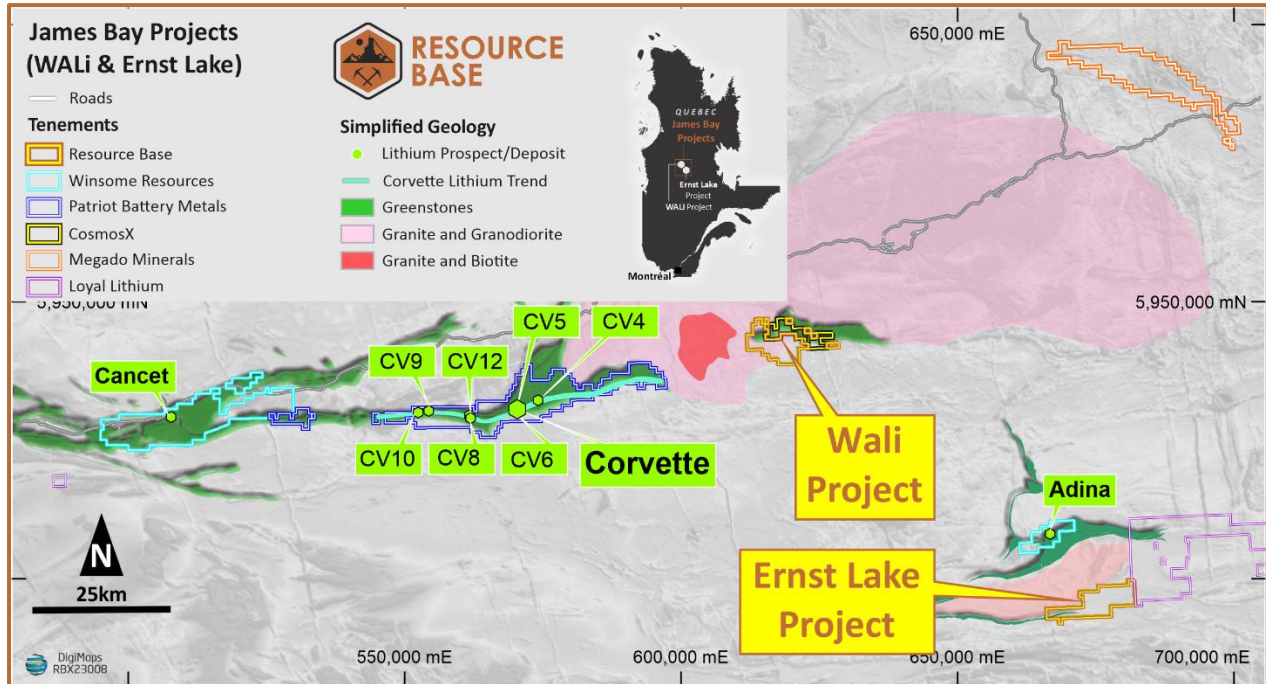 James Bay Projects
(WALi & Ernst Lake)
Roads
Tenements
Resource Base
Winsome Resources
Patriot Battery Metals
CosmosX
Megado Minerals
Loyal Lithium
RESOURCE
BASE
Simplified Geology
Lithium Prospect/Deposit
Corvette Lithium Trend
Greenstones
Granite and Granodiorite
Granite and Biotite
QUEBEC
James Bay
Projects
Ernst Lake
Project
WALi Project
Montréal
650,000 mE
5,950,000 mN
5,950,000 mN
CV5
CV4
CV9
CV12
Cancet
CV10
CV8
CV6
Corvette
Wali
Project
Adina
Ernst Lake
Project
N
25km
DigiMaps
RBX23008
550,000 mE
600,000 mE
650,000 mE
700,000 mE